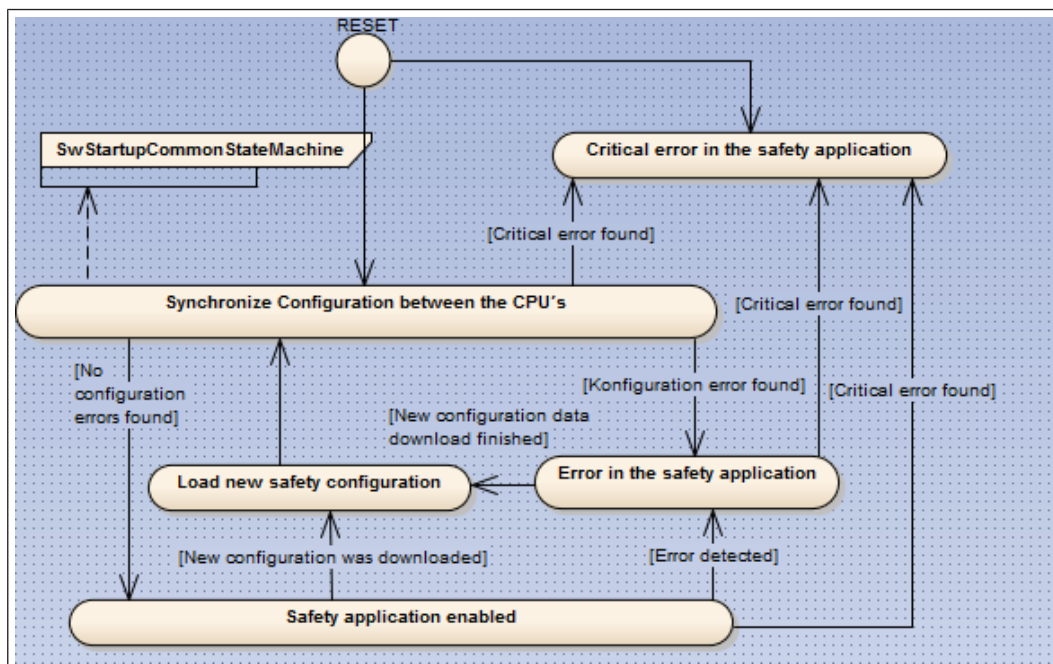 RESET
SwStartupCommonStateMachine
Critical error in the safety application
[Critical error found]
Synchronize Configuration between the CPU´s
[Critical error found]
[No
configuration
errors found]
[Konfiguration error found]
[Critical error found]
[New configuration data
download finished]
Load new safety configuration
Error in the safety application
[New configuration was downloaded]
[Error detected]
Safety application enabled